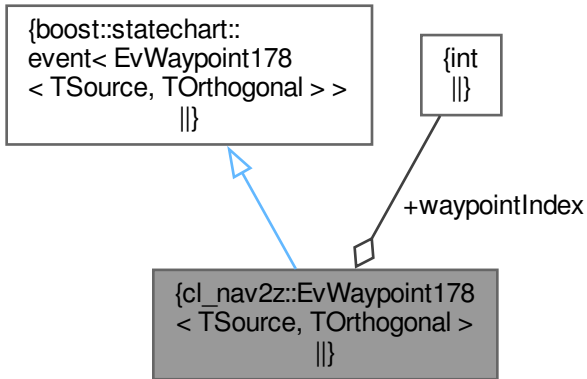 {boost::statechart::
event< EvWaypoint178
< TSource, TOrthogonal > >
||}
{int
||}
+waypointIndex
{cl_nav2z::EvWaypoint178
< TSource, TOrthogonal >
||}